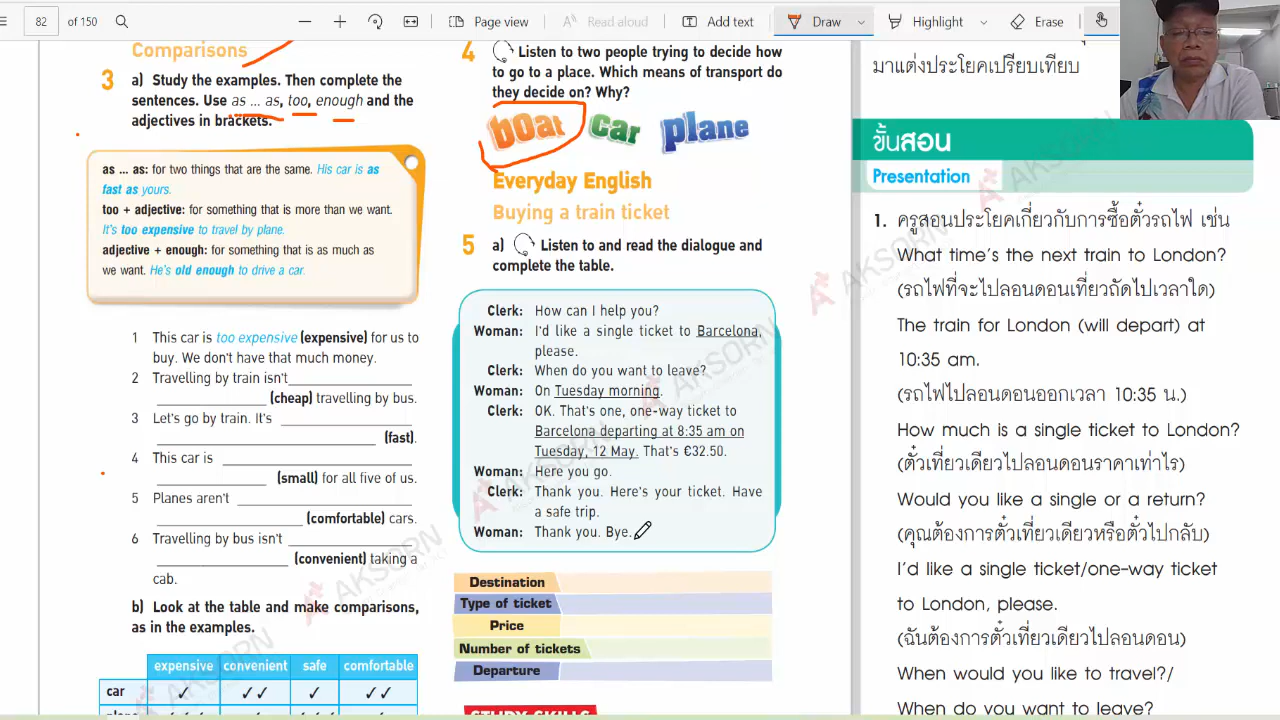 82 of 150
Page view
Read aloud
Add text
Draw
Highlight
Erase
Comparisons
3 a) Study the examples. Then complete the
sentences. Use as ... as, too, enough and the
adjectives in brackets.
as ... as: for two things that are the same. His car is as
fast as yours.
too + adjective: for something that is more than we want.
It's too expensive to travel by plane.
adjective + enough: for something that is as much as
we want. He's old enough to drive a car.
1 This car is too expensive (expensive) for us to
buy. We don't have that much money.
2 Travelling by train isn't
(cheap) travelling by bus.
3 Let's go by train. It's
(fast).
4 This car is
(small) for all five of us.
5 Planes aren't
(comfortable) cars.
6 Travelling by bus isn't
(convenient) taking a
cab.
b) Look at the table and make comparisons,
as in the examples.
expensive convenient safe comfortable
car ✓ ✓✓ ✓ ✓✓
4 Listen to two people trying to decide how
to go to a place. Which means of transport do
they decide on? Why?
boat car plane
Everyday English
Buying a train ticket
5 a) Listen to and read the dialogue and
complete the table.
Clerk: How can I help you?
Woman: I'd like a single ticket to Barcelona,
please.
Clerk: When do you want to leave?
Woman: On Tuesday morning.
Clerk: OK. That's one, one-way ticket to
Barcelona departing at 8:35 am on
Tuesday, 12 May. That's €32.50.
Woman: Here you go.
Clerk: Thank you. Here's your ticket. Have
a safe trip.
Woman: Thank you. Bye.
Destination
Type of ticket
Price
Number of tickets
Departure
STUDY SKILLS
มาแต่งประโยคเปรียบเทียบ
ขั้นสอน
Presentation
1. ครูสอนประโยคเกี่ยวกับการซื้อตั๋วรถไฟ เช่น
What time's the next train to London?
(รถไฟที่จะไปลอนดอนเที่ยวถัดไปเวลาใด)
The train for London (will depart) at
10:35 am.
(รถไฟไปลอนดอนออกเวลา 10:35 น.)
How much is a single ticket to London?
(ตั๋วเที่ยวเดียวไปลอนดอนราคาเท่าไร)
Would you like a single or a return?
(คุณต้องการตั๋วเที่ยวเดียวหรือตั๋วไปกลับ)
I'd like a single ticket/one-way ticket
to London, please.
(ฉันต้องการตั๋วเที่ยวเดียวไปลอนดอน)
When would you like to travel?/
When do you want to leave?
AKSORN
AKSORN
AKSORN
AKSORN
AKSORN
AKSORN